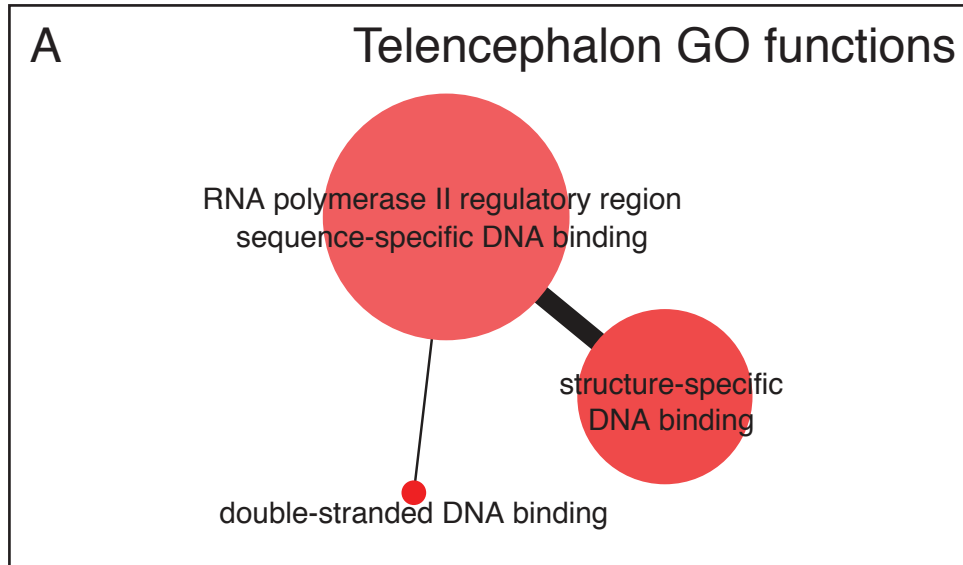 A
Telencephalon GO functions
RNA polymerase II regulatory region
sequence-specific DNA binding
structure-specific
DNA binding
double-stranded DNA binding